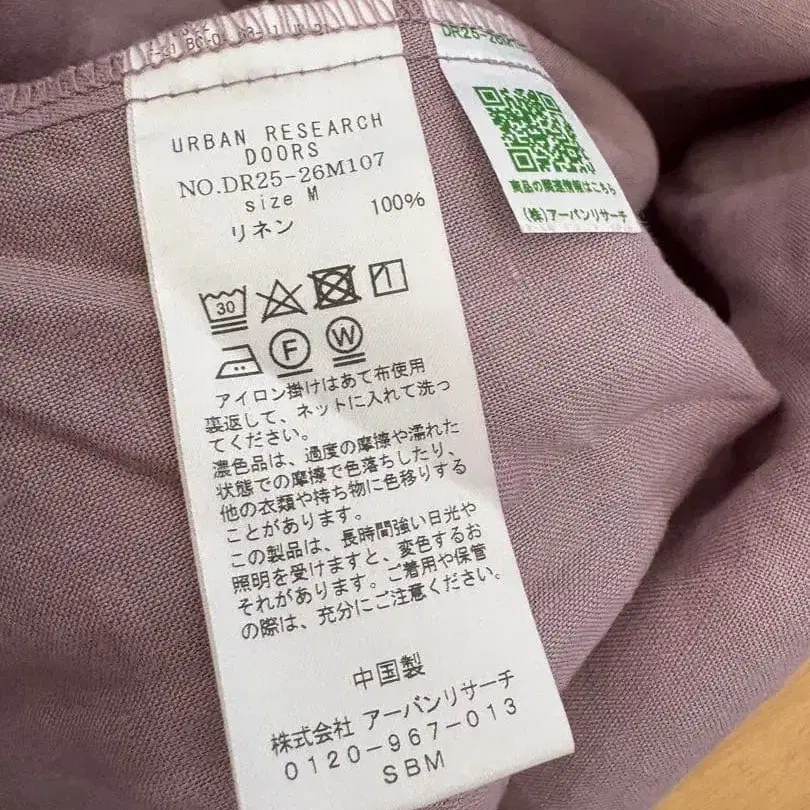 URBAN RESEARCH
DOORS
NO.DR25-26M107
size M
リネン 100%
30
F
W
アイロン掛けはあて布使用
裏返して、ネットに入れて洗っ
てください。
濃色品は、過度の摩擦や濡れた
状態での摩擦で色落ちしたり、
他の衣類や持ち物に色移りする
ことがあります。
この製品は、長時間強い日光や
照明を受けますと、変色するお
それがあります。ご着用や保管
の際は、充分にご注意ください。
中国製
株式会社 アーバンリサーチ
0120-967-013
SBM
商品の関連情報はこちら
(株)アーバンリサーチ